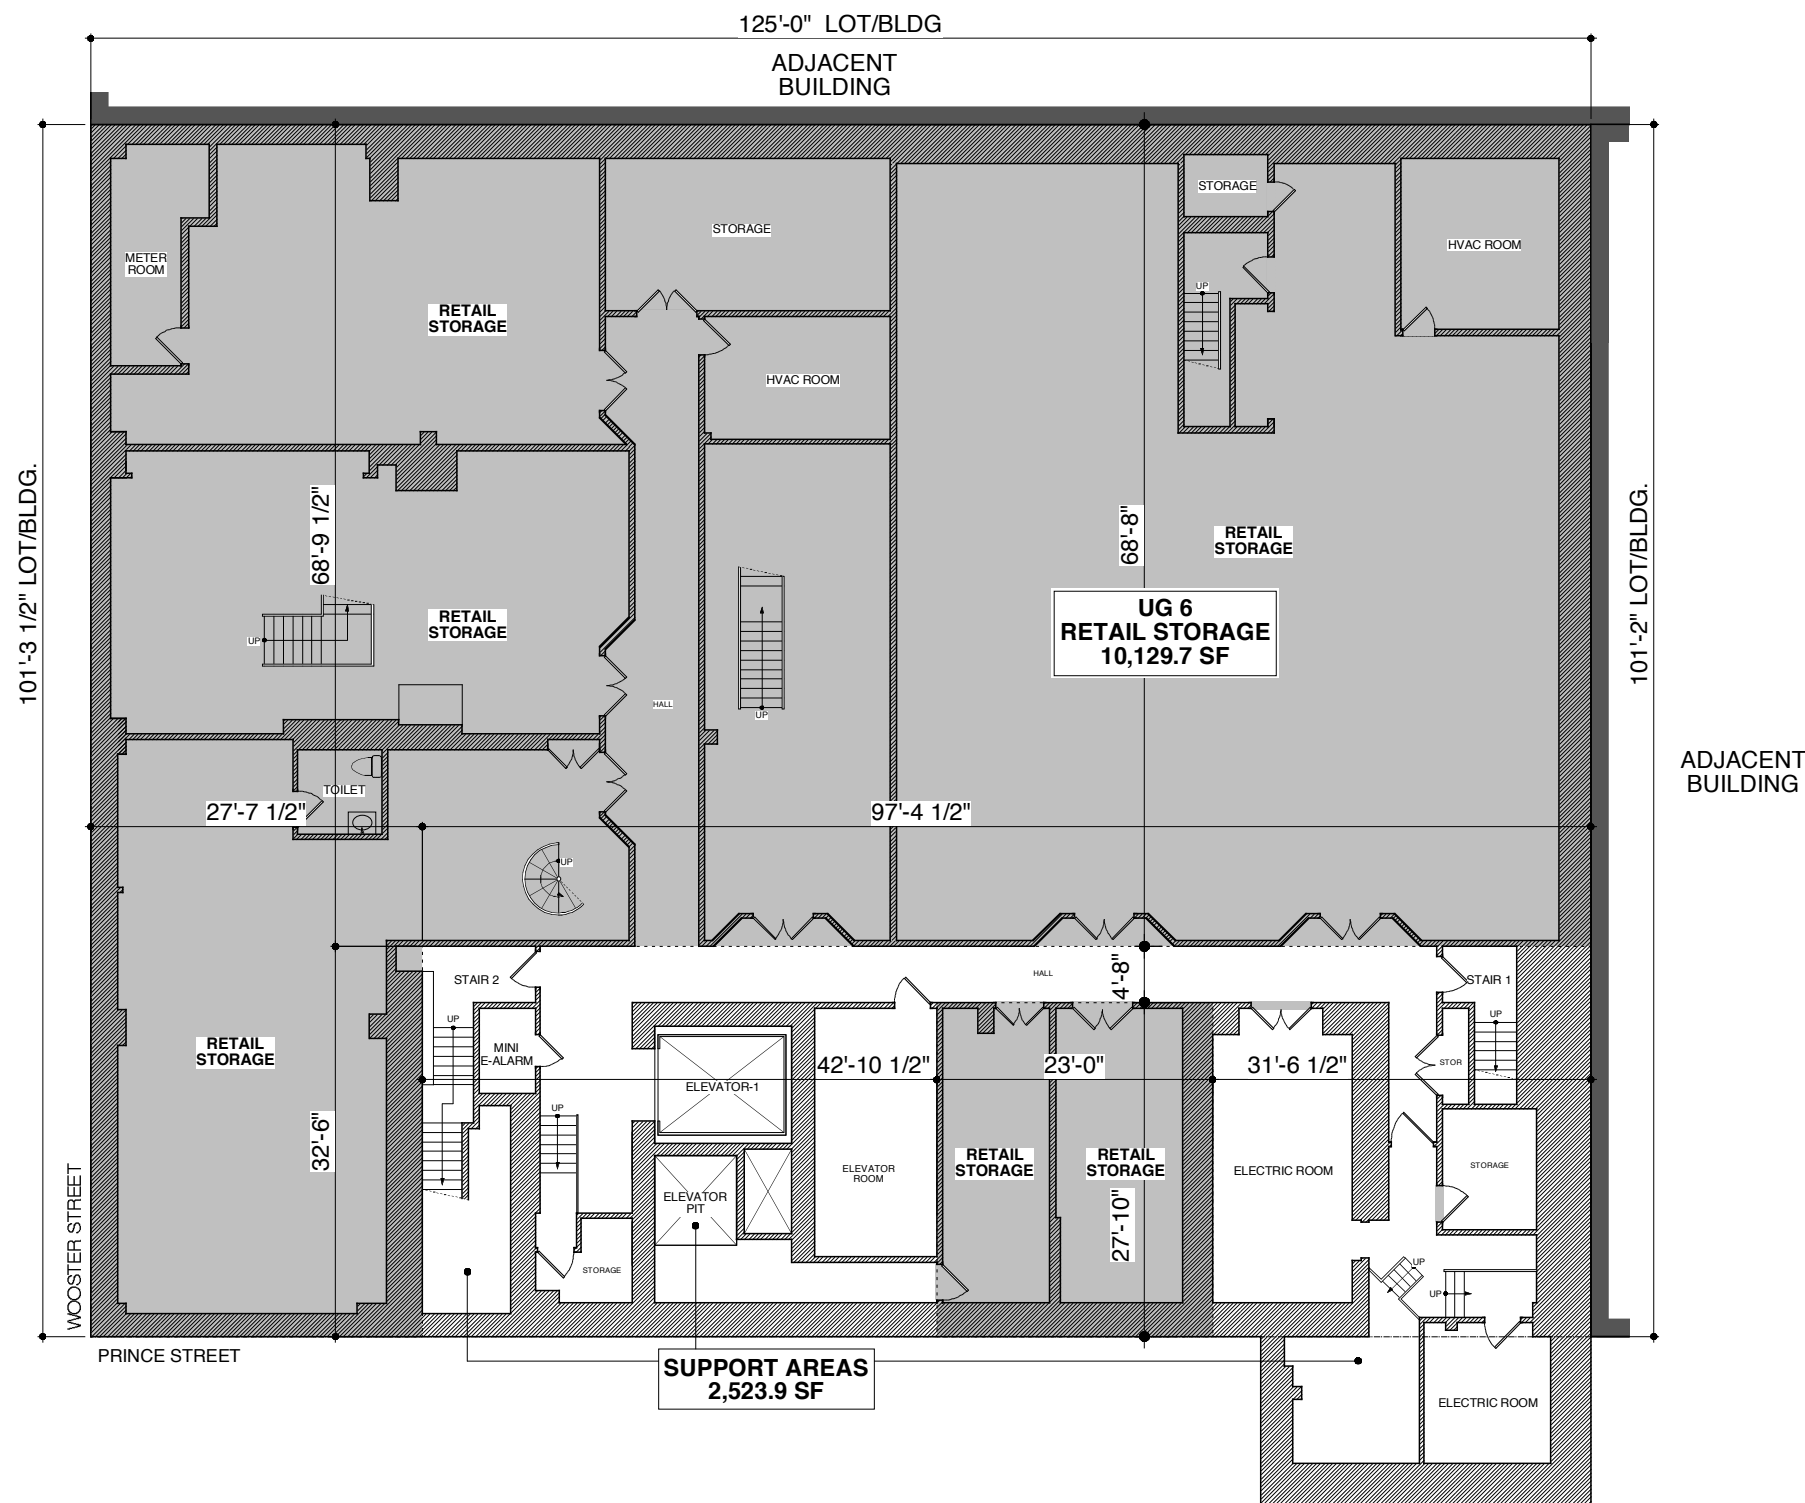 125'-0" LOT/BLDG
ADJACENT
BUILDING
STORAGE
STORAGE
METER
ROOM
HVAC ROOM
UP
RETAIL
STORAGE
HVAC ROOM
101'-3 1/2" LOT/BLDG.
68'-9 1/2"
68'-8"
101'-2" LOT/BLDG.
RETAIL
STORAGE
RETAIL
STORAGE
UP
UG 6
RETAIL STORAGE
10,129.7 SF
HALL
UP
ADJACENT
BUILDING
TOILET
27'-7 1/2"
97'-4 1/2"
UP
STAIR 2
HALL
4'-8"
STAIR 1
UP
UP
RETAIL
STORAGE
MINI
E-ALARM
42'-10 1/2"
23'-0"
31'-6 1/2"
STOR
ELEVATOR-1
UP
32'-6"
RETAIL
STORAGE
RETAIL
STORAGE
ELEVATOR
ROOM
ELECTRIC ROOM
STORAGE
ELEVATOR
PIT
27'-10"
WOOSTER STREET
STORAGE
UP
UP
PRINCE STREET
SUPPORT AREAS
2,523.9 SF
ELECTRIC ROOM